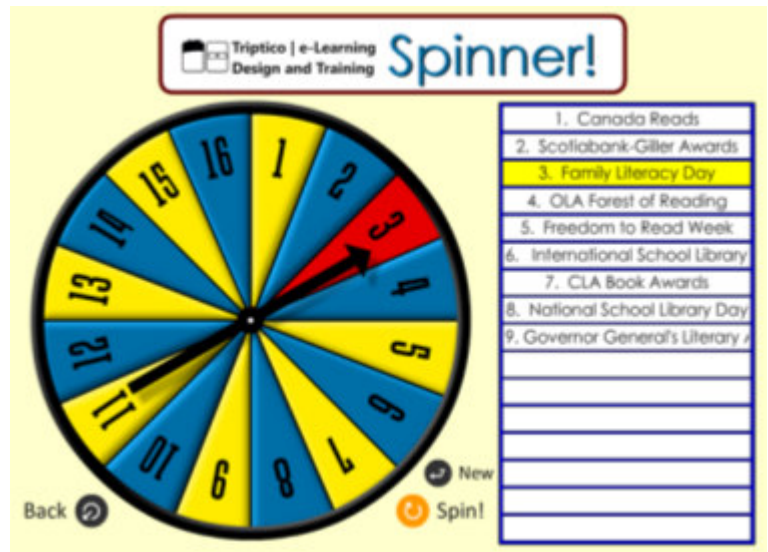 Triptico | e-Learning
Design and Training
Spinner!
1
2
3
4
5
6
7
8
9
10
11
12
13
14
15
16
1. Canada Reads
2. Scotiabank-Giller Awards
3. Family Literacy Day
4. OLA Forest of Reading
5. Freedom to Read Week
6. International School Library
7. CLA Book Awards
8. National School Library Day
9. Governor General's Literary
New
Back
Spin!